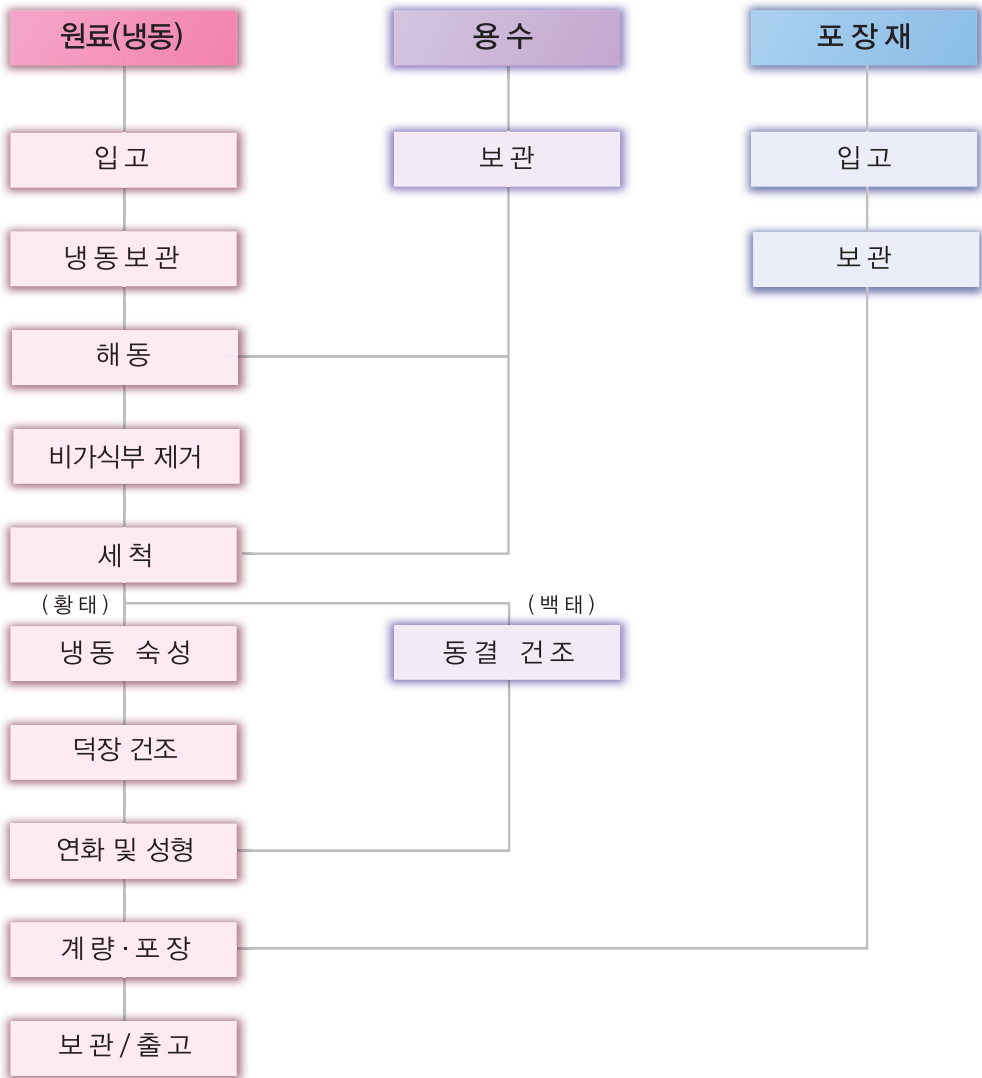 원료(냉동)
용수
포장재
입고
보관
입고
냉동보관
보관
해동
비가식부 제거
세척
(황태)
(백태)
냉동 숙성
동결 건조
덕장 건조
연화 및 성형
계량·포장
보관/출고